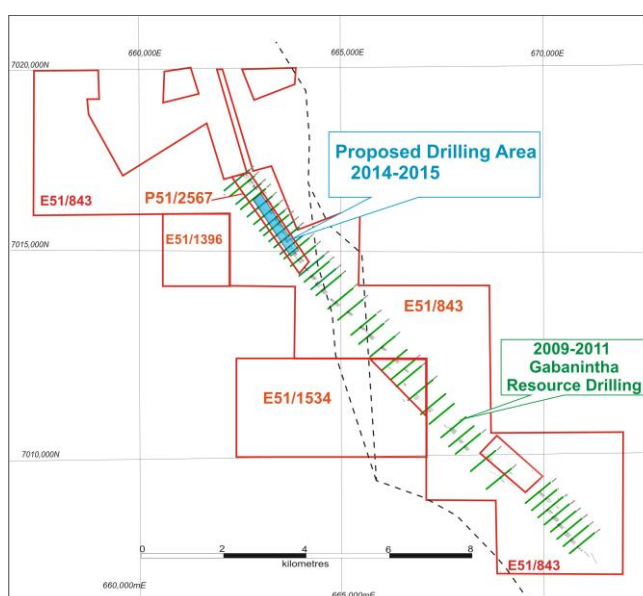 660,000E
665,000E
670,000E
7020,000N
Proposed Drilling Area
2014-2015
E51/843
P51/2567
E51/1396
7015,000N
E51/843
2009-2011
Gabanintha
Resource Drilling
E51/1534
7010,000N
0 2 4 6 8
kilometres
E51/843
660,000mE
665,000mE